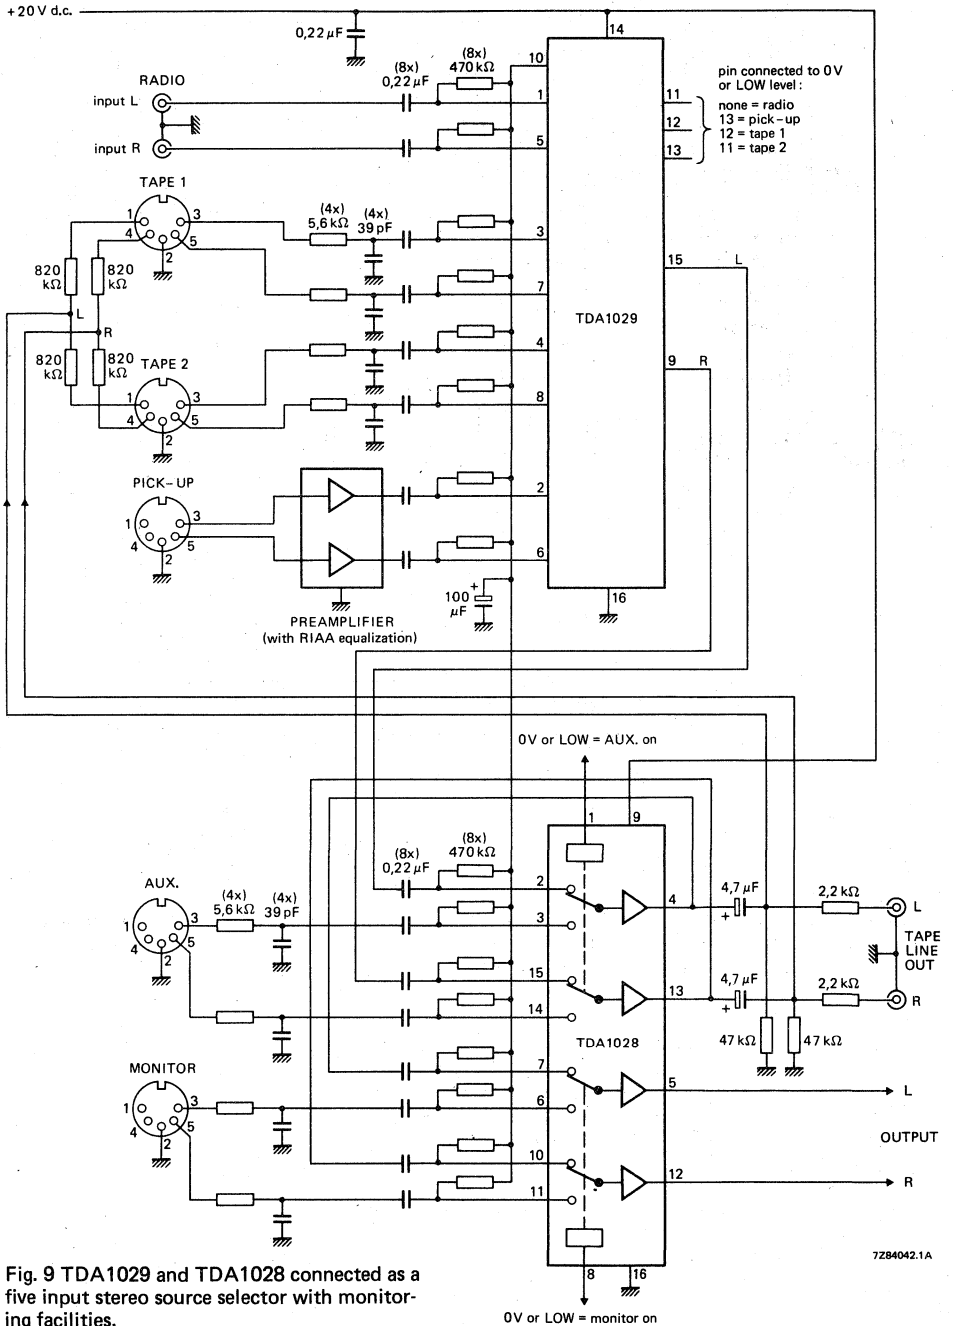 +20V d.c.
0,22 µF
14
RADIO
(8x)
0,22 µF
(8x)
470 kΩ
10
pin connected to 0V
or LOW level :
input L
1
11
none = radio
13 = pick-up
12 = tape 1
11 = tape 2
12
input R
5
13
TAPE 1
1
3
4
5
2
(4x)
5,6 kΩ
(4x)
39 pF
3
15
L
820
kΩ
820
kΩ
7
TDA1029
L
R
4
820
kΩ
820
kΩ
TAPE 2
9
R
1
3
4
5
2
8
PICK-UP
1
3
4
5
2
2
6
100
µF
+
16
PREAMPLIFIER
(with RIAA equalization)
0V or LOW = AUX. on
1
9
(8x)
0,22 µF
(8x)
470 kΩ
AUX.
1
3
4
5
2
(4x)
5,6 kΩ
(4x)
39 pF
2
3
4
4,7 µF
+
2,2 kΩ
L
TAPE
LINE
OUT
15
14
13
4,7 µF
+
2,2 kΩ
R
TDA1028
47 kΩ
47 kΩ
MONITOR
1
3
4
5
2
7
6
5
L
OUTPUT
10
11
12
R
8
16
7Z84042.1A
0V or LOW = monitor on
Fig. 9 TDA1029 and TDA1028 connected as a
five input stereo source selector with monitor-
ing facilities.